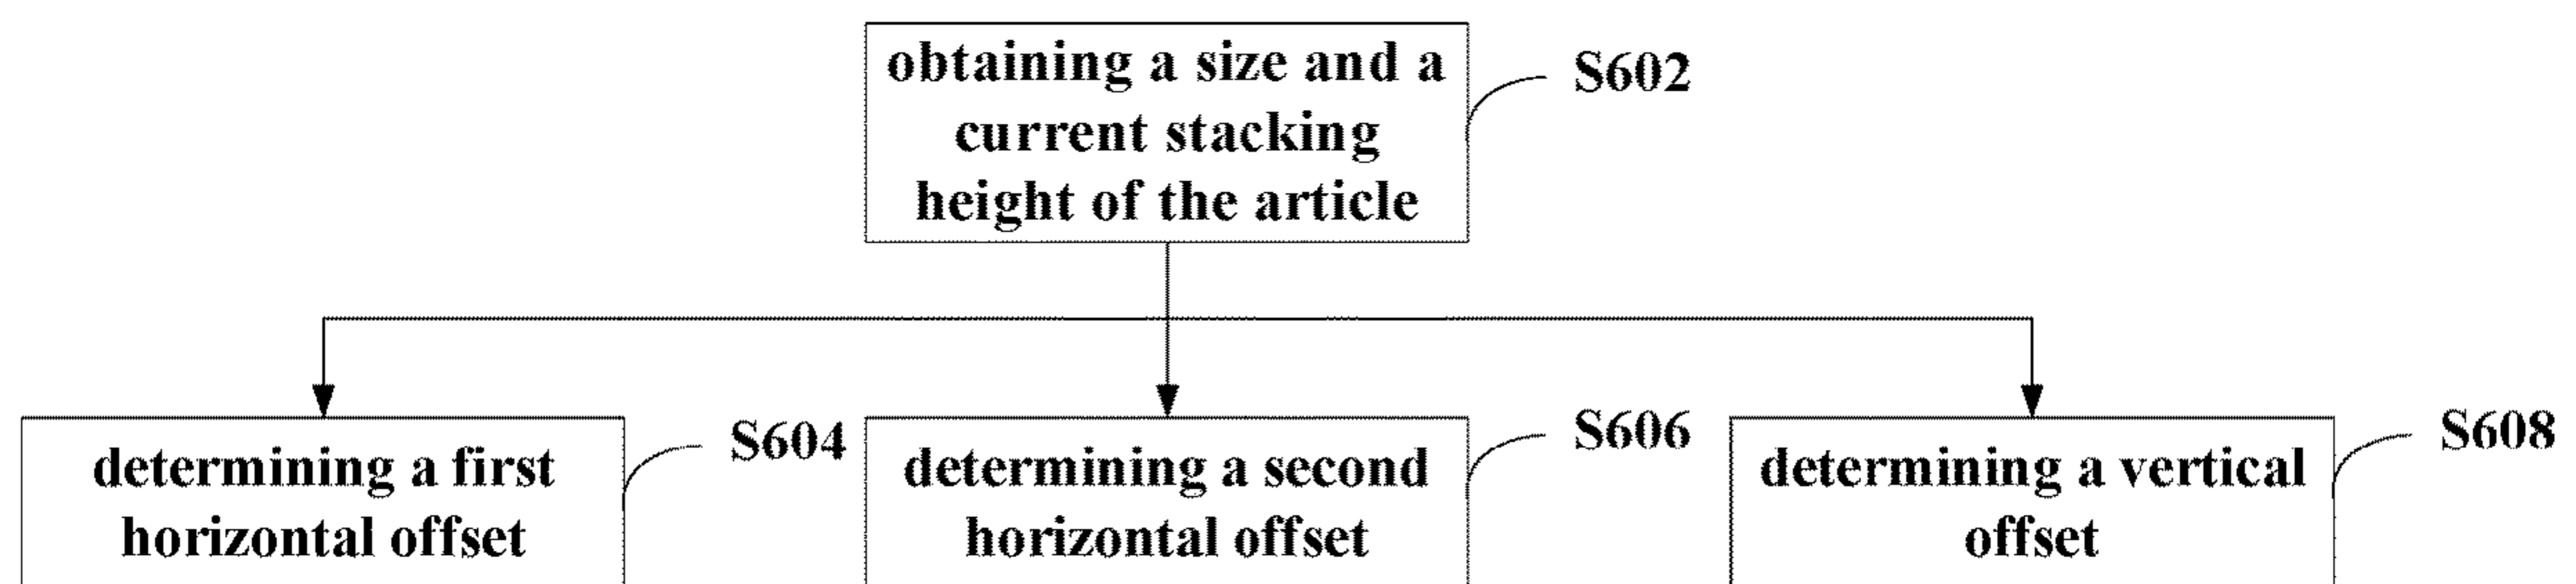 obtaining a size and a
current stacking
height of the article
S602
determining a first
horizontal offset
S604
determining a second
horizontal offset
S606
determining a vertical
offset
S608